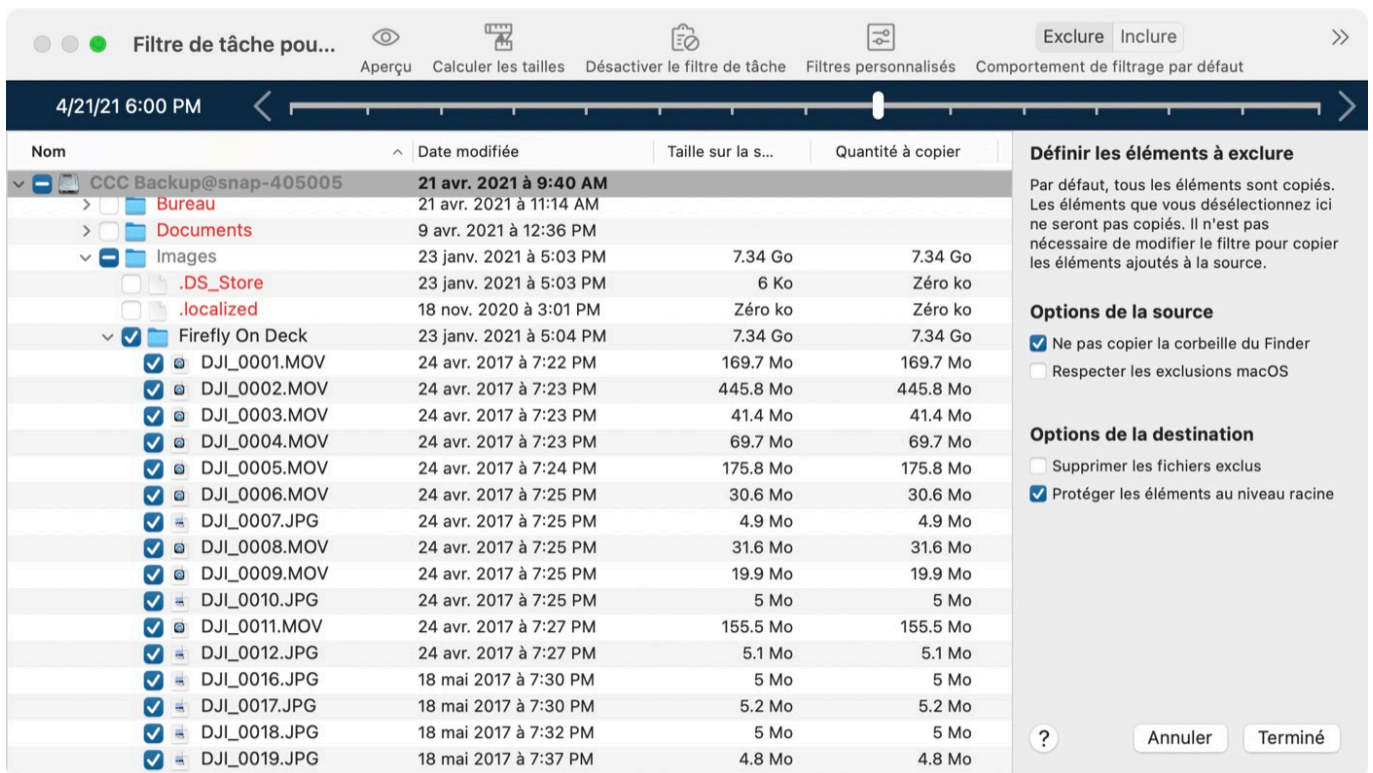 Filtre de tâche pou...
Aperçu
Calculer les tailles
Désactiver le filtre de tâche
Filtres personnalisés
Exclure Inclure
Comportement de filtrage par défaut
4/21/21 6:00 PM
Nom Date modifiée Taille sur la s... Quantité à copier
CCC Backup@snap-405005 21 avr. 2021 à 9:40 AM
Bureau 21 avr. 2021 à 11:14 AM
Documents 9 avr. 2021 à 12:36 PM
Images 23 janv. 2021 à 5:03 PM 7.34 Go 7.34 Go
.DS_Store 23 janv. 2021 à 5:03 PM 6 Ko Zéro ko
.localized 18 nov. 2020 à 3:01 PM Zéro ko Zéro ko
Firefly On Deck 23 janv. 2021 à 5:04 PM 7.34 Go 7.34 Go
DJI_0001.MOV 24 avr. 2017 à 7:22 PM 169.7 Mo 169.7 Mo
DJI_0002.MOV 24 avr. 2017 à 7:23 PM 445.8 Mo 445.8 Mo
DJI_0003.MOV 24 avr. 2017 à 7:23 PM 41.4 Mo 41.4 Mo
DJI_0004.MOV 24 avr. 2017 à 7:23 PM 69.7 Mo 69.7 Mo
DJI_0005.MOV 24 avr. 2017 à 7:24 PM 175.8 Mo 175.8 Mo
DJI_0006.MOV 24 avr. 2017 à 7:25 PM 30.6 Mo 30.6 Mo
DJI_0007.JPG 24 avr. 2017 à 7:25 PM 4.9 Mo 4.9 Mo
DJI_0008.MOV 24 avr. 2017 à 7:25 PM 31.6 Mo 31.6 Mo
DJI_0009.MOV 24 avr. 2017 à 7:25 PM 19.9 Mo 19.9 Mo
DJI_0010.JPG 24 avr. 2017 à 7:25 PM 5 Mo 5 Mo
DJI_0011.MOV 24 avr. 2017 à 7:27 PM 155.5 Mo 155.5 Mo
DJI_0012.JPG 24 avr. 2017 à 7:27 PM 5.1 Mo 5.1 Mo
DJI_0016.JPG 18 mai 2017 à 7:30 PM 5 Mo 5 Mo
DJI_0017.JPG 18 mai 2017 à 7:30 PM 5.2 Mo 5.2 Mo
DJI_0018.JPG 18 mai 2017 à 7:32 PM 5 Mo 5 Mo
DJI_0019.JPG 18 mai 2017 à 7:37 PM 4.8 Mo 4.8 Mo
Définir les éléments à exclure
Par défaut, tous les éléments sont copiés.
Les éléments que vous désélectionnez ici
ne seront pas copiés. Il n'est pas
nécessaire de modifier le filtre pour copier
les éléments ajoutés à la source.
Options de la source
Ne pas copier la corbeille du Finder
Respecter les exclusions macOS
Options de la destination
Supprimer les fichiers exclus
Protéger les éléments au niveau racine
? Annuler Terminé